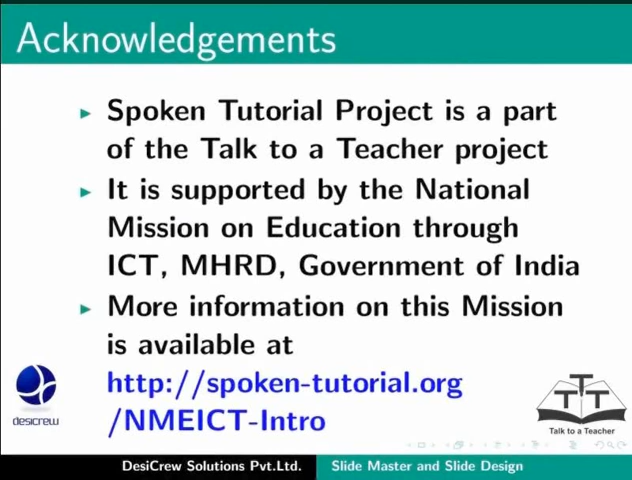 Acknowledgements
Spoken Tutorial Project is a part
of the Talk to a Teacher project
It is supported by the National
Mission on Education through
ICT, MHRD, Government of India
More information on this Mission
is available at
http://spoken-tutorial.org
/NMEICT-Intro
desicrew
TTT
Talk to a Teacher
DesiCrew Solutions Pvt.Ltd.
Slide Master and Slide Design